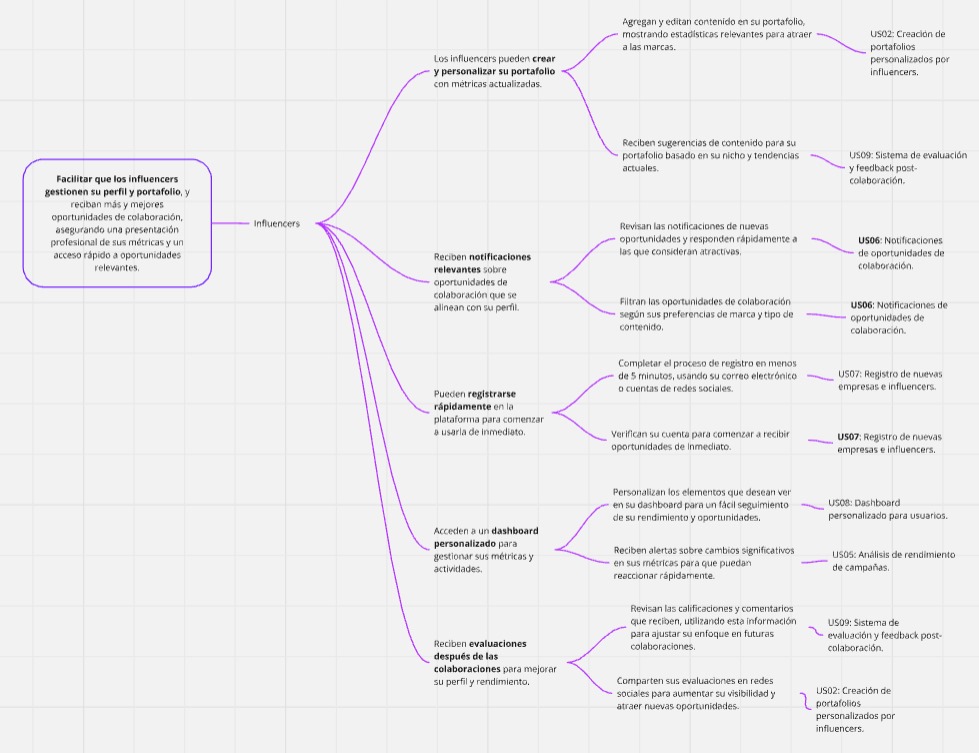 Facilitar que los influencers
gestionen su perfil y portafolio, y
reciban más y mejores
oportunidades de colaboración,
asegurando una presentación
profesional de sus métricas y un
acceso rápido a oportunidades
relevantes.
Influencers
Los influencers pueden crear
y personalizar su portafolio
con métricas actualizadas.
Agregan y editan contenido en su portafolio,
mostrando estadísticas relevantes para atraer
a las marcas.
US02: Creación de
portafolios
personalizados por
influencers.
Reciben sugerencias de contenido para su
portafolio basado en su nicho y tendencias
actuales.
US09: Sistema de evaluación
y feedback post-
colaboración.
Reciben notificaciones
relevantes sobre
oportunidades de
colaboración que se
alinean con su perfil.
Revisan las notificaciones de nuevas
oportunidades y responden rápidamente a
las que consideran atractivas.
US06: Notificaciones
de oportunidades de
colaboración.
Filtran las oportunidades de colaboración
según sus preferencias de marca y tipo de
contenido.
US06: Notificaciones de
oportunidades de
colaboración.
Pueden registrarse
rápidamente en la
plataforma para comenzar
a usarla de inmediato.
Completar el proceso de registro en menos
de 5 minutos, usando su correo electrónico
o cuentas de redes sociales.
US07: Registro de nuevas
empresas e influencers.
Verifican su cuenta para comenzar a recibir
oportunidades de inmediato.
US07: Registro de nuevas
empresas e influencers.
Acceden a un dashboard
personalizado para
gestionar sus métricas y
actividades.
Personalizan los elementos que desean ver
en su dashboard para un fácil seguimiento
de su rendimiento y oportunidades.
US08: Dashboard
personalizado para usuarios.
Reciben alertas sobre cambios significativos
en sus métricas para que puedan
reaccionar rápidamente.
US05: Análisis de rendimiento
de campañas.
Reciben evaluaciones
después de las
colaboraciones para mejorar
su perfil y rendimiento.
Revisan las calificaciones y comentarios
que reciben, utilizando esta información
para ajustar su enfoque en futuras
colaboraciones.
US09: Sistema de
evaluación y feedback post-
colaboración.
Comparten sus evaluaciones en redes
sociales para aumentar su visibilidad y
atraer nuevas oportunidades.
US02: Creación de
portafolios
personalizados por
influencers.